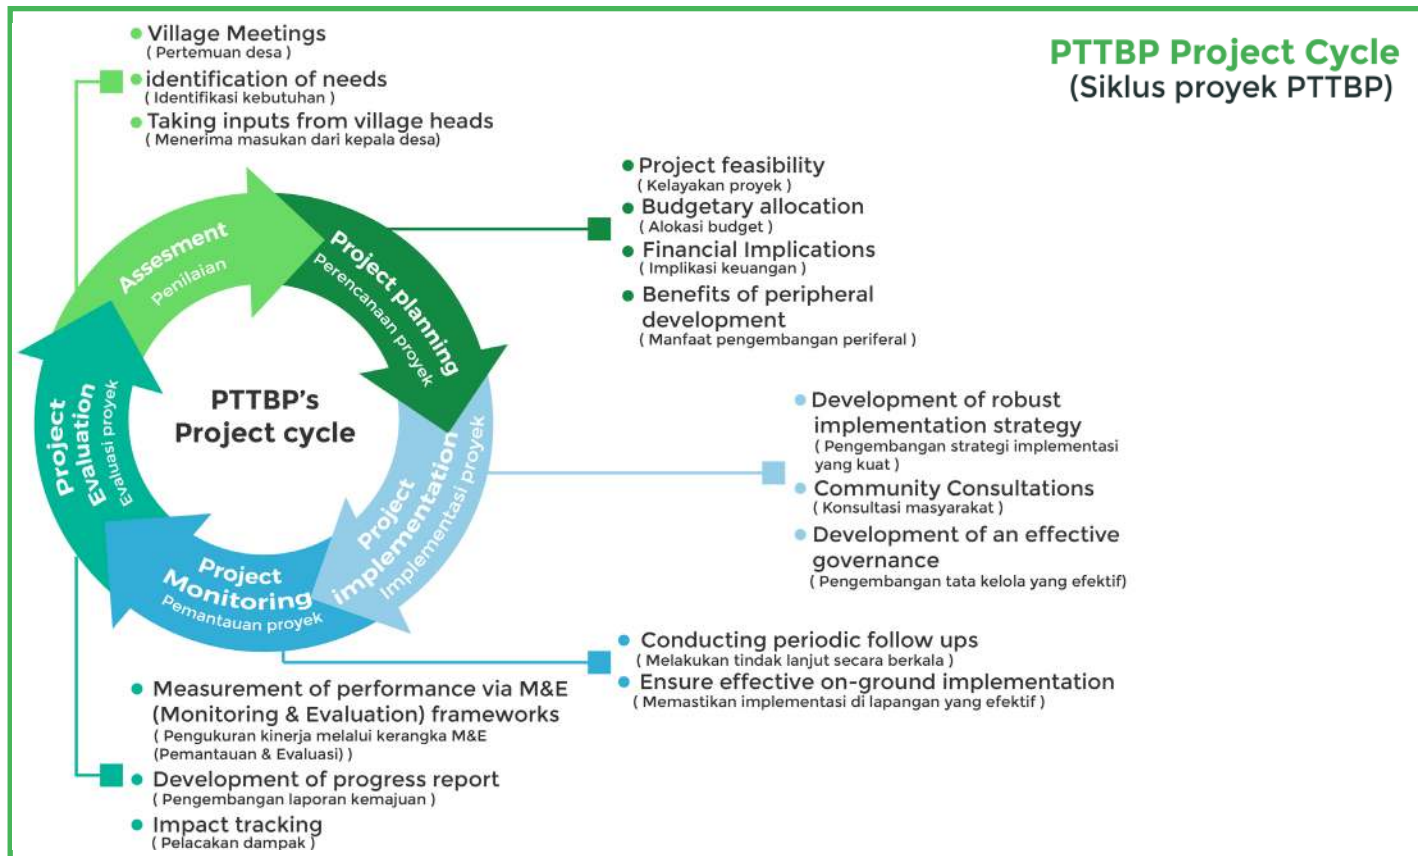 PTTBP Project Cycle
(Siklus proyek PTTBP)
Village Meetings
( Pertemuan desa )
identification of needs
( Identifikasi kebutuhan )
Taking inputs from village heads
( Menerima masukan dari kepala desa)
Project feasibility
( Kelayakan proyek )
Budgetary allocation
( Alokasi budget )
Financial Implications
( Implikasi keuangan )
Benefits of peripheral
development
( Manfaat pengembangan periferal )
Assesment
Penilaian
Project planning
Perencanaan proyek
PTTBP's
Project cycle
Project
implementation
Implementasi proyek
Project
Monitoring
Pemantauan proyek
Project
Evaluation
Evaluasi proyek
Development of robust
implementation strategy
( Pengembangan strategi implementasi
yang kuat )
Community Consultations
( Konsultasi masyarakat )
Development of an effective
governance
( Pengembangan tata kelola yang efektif)
Conducting periodic follow ups
( Melakukan tindak lanjut secara berkala )
Ensure effective on-ground implementation
( Memastikan implementasi di lapangan yang efektif )
Measurement of performance via M&E
(Monitoring & Evaluation) frameworks
( Pengukuran kinerja melalui kerangka M&E
(Pemantauan & Evaluasi) )
Development of progress report
( Pengembangan laporan kemajuan )
Impact tracking
( Pelacakan dampak )